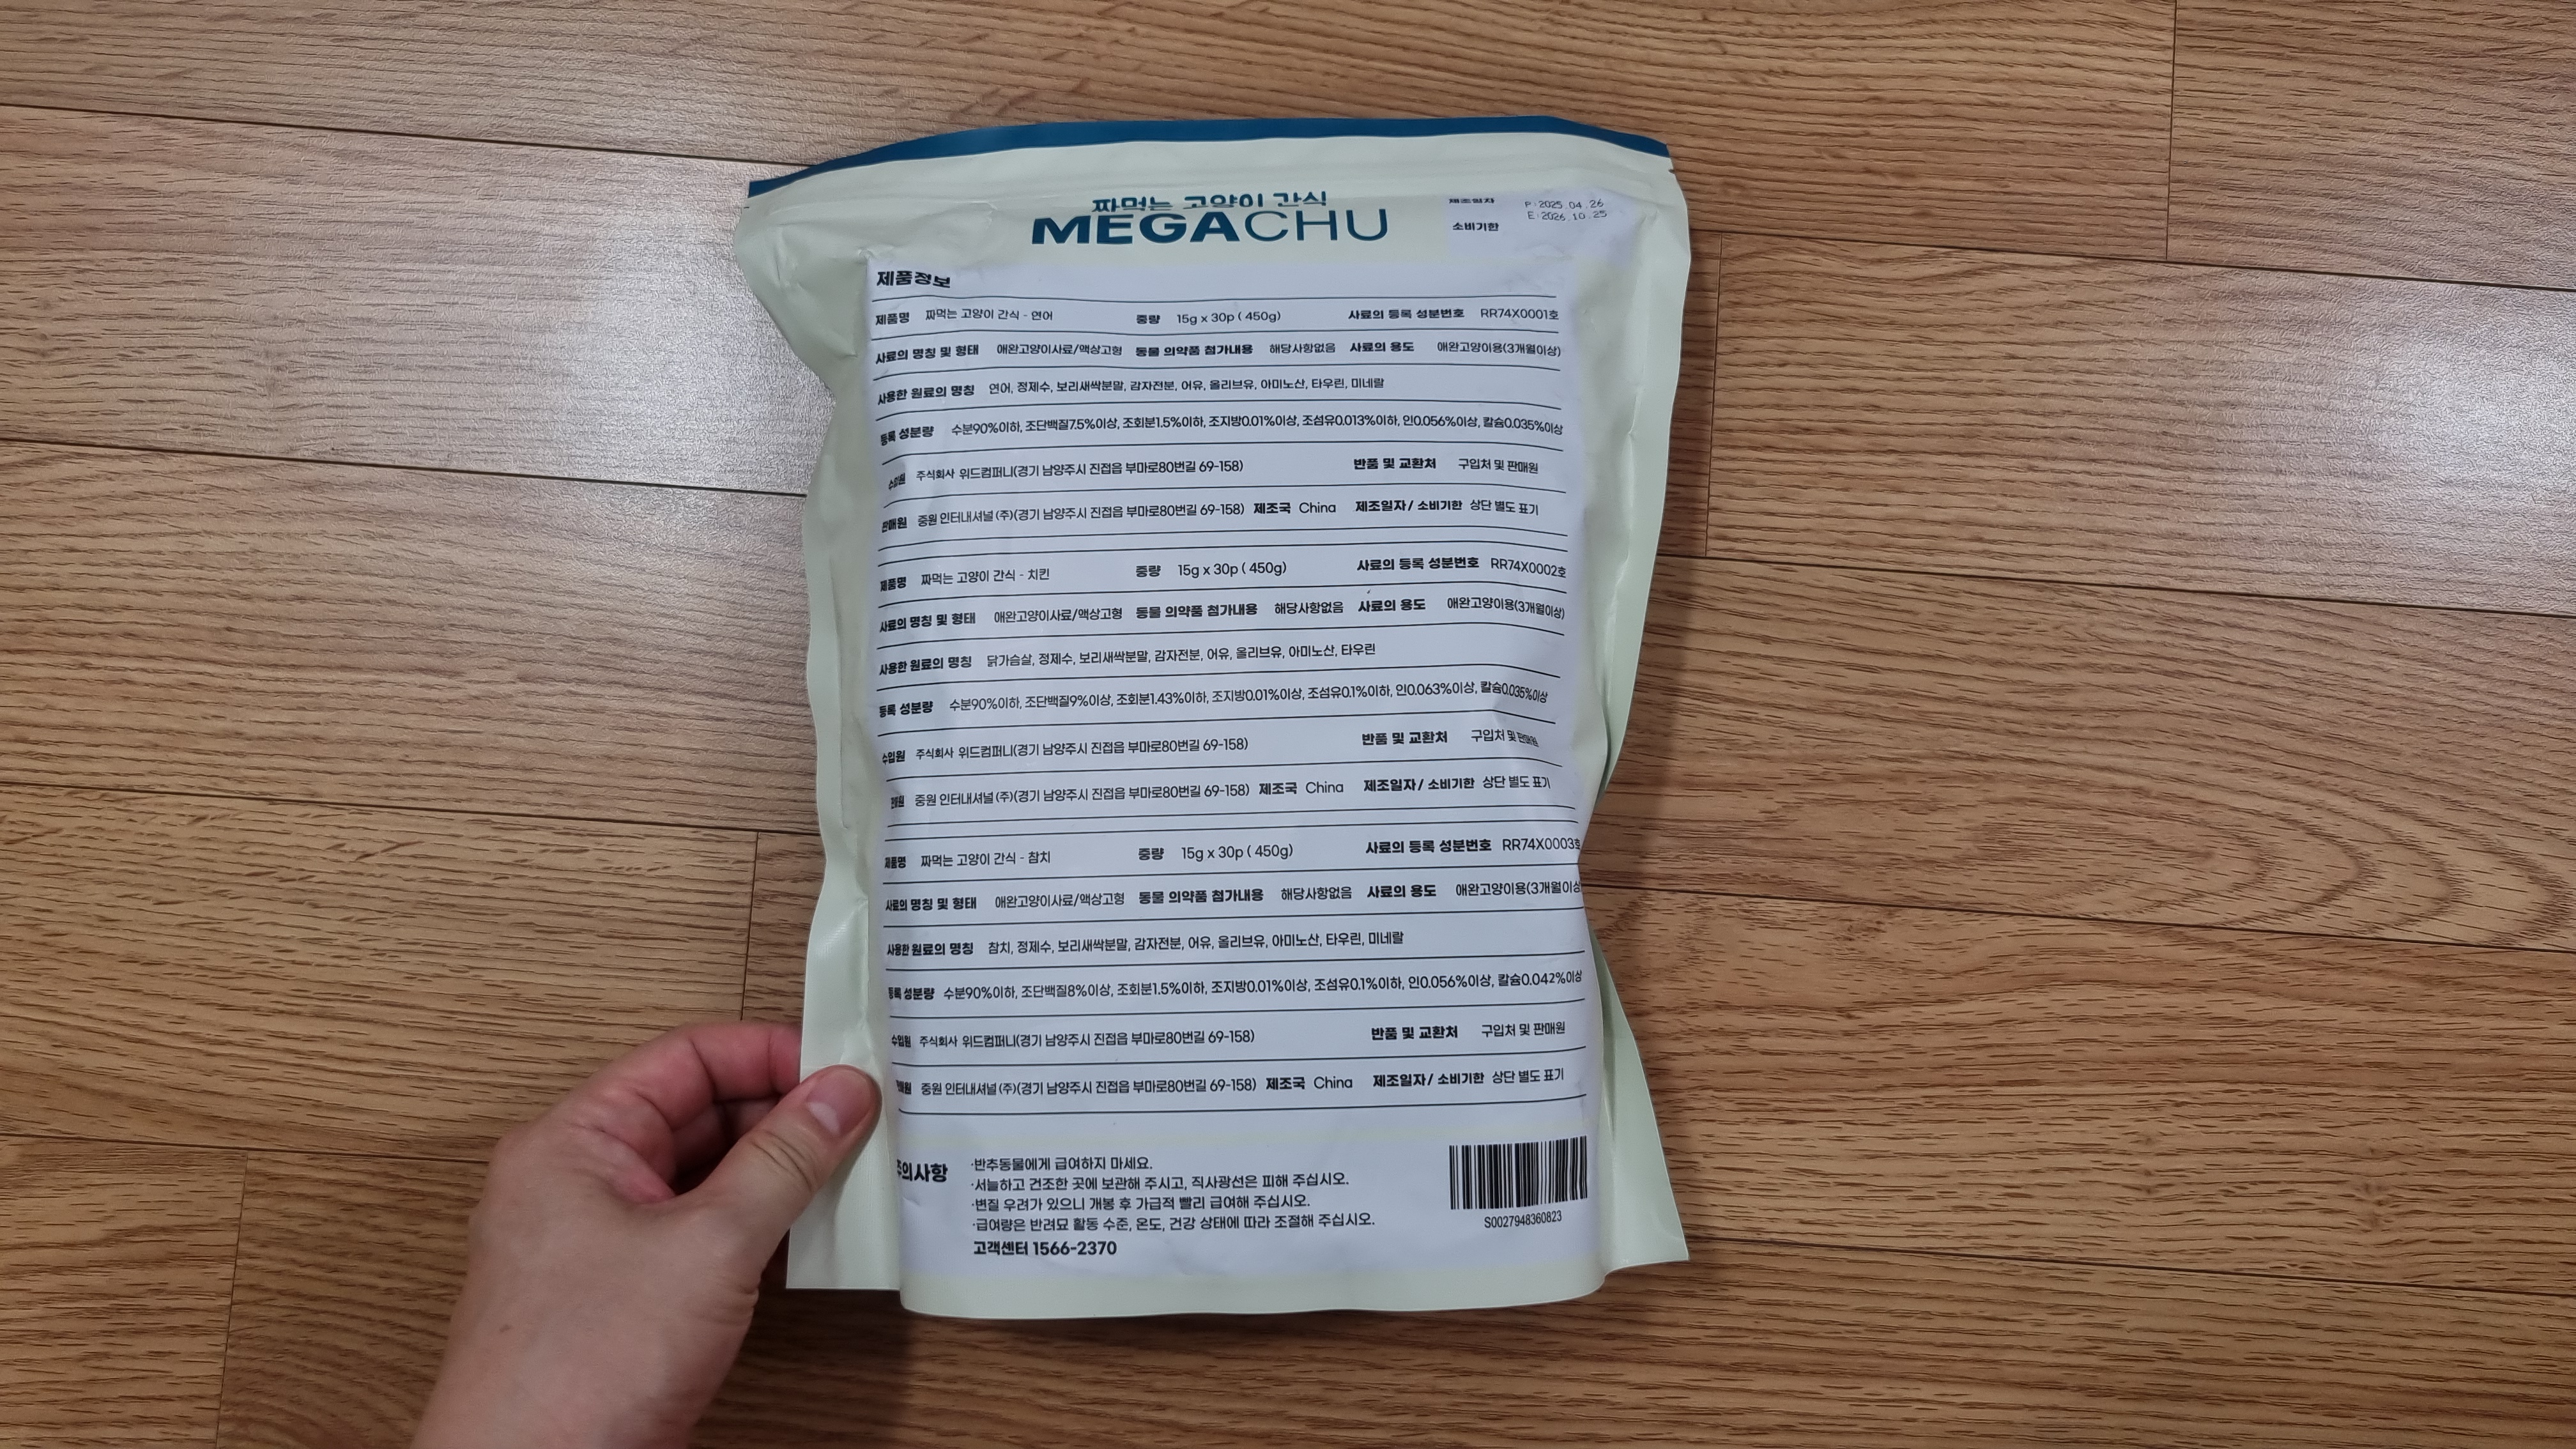 짜먹는 고양이 간식
MEGACHU
제조일자 P:2025.04.26
소비기한 E:2026.10.25
제품정보
제품명 짜먹는 고양이 간식 - 연어 중량 15g x 30p ( 450g) 사료의 등록 성분번호 RR74X0001호
사료의 명칭 및 형태 애완고양이사료/액상고형 동물 의약품 첨가내용 해당사항없음 사료의 용도 애완고양이용(3개월이상)
사용한 원료의 명칭 연어, 정제수, 보리새싹분말, 감자전분, 어유, 올리브유, 아미노산, 타우린, 미네랄
등록 성분량 수분90%이하, 조단백질7.5%이상, 조회분1.5%이하, 조지방0.01%이상, 조섬유0.013%이하, 인0.056%이상, 칼슘0.035%이상
수입원 주식회사 위드컴퍼니(경기 남양주시 진접읍 부마로80번길 69-158) 반품 및 교환처 구입처 및 판매원
판매원 중원 인터내셔널 (주)(경기 남양주시 진접읍 부마로80번길 69-158) 제조국 China 제조일자 / 소비기한 상단 별도 표기
제품명 짜먹는 고양이 간식 - 치킨 중량 15g x 30p ( 450g) 사료의 등록 성분번호 RR74X0002호
사료의 명칭 및 형태 애완고양이사료/액상고형 동물 의약품 첨가내용 해당사항없음 사료의 용도 애완고양이용(3개월이상)
사용한 원료의 명칭 닭가슴살, 정제수, 보리새싹분말, 감자전분, 어유, 올리브유, 아미노산, 타우린
등록 성분량 수분90%이하, 조단백질9%이상, 조회분1.43%이하, 조지방0.01%이상, 조섬유0.1%이하, 인0.063%이상, 칼슘0.035%이상
수입원 주식회사 위드컴퍼니(경기 남양주시 진접읍 부마로80번길 69-158) 반품 및 교환처 구입처 및 판매원
판매원 중원 인터내셔널 (주)(경기 남양주시 진접읍 부마로80번길 69-158) 제조국 China 제조일자 / 소비기한 상단 별도 표기
제품명 짜먹는 고양이 간식 - 참치 중량 15g x 30p ( 450g) 사료의 등록 성분번호 RR74X0003호
사료의 명칭 및 형태 애완고양이사료/액상고형 동물 의약품 첨가내용 해당사항없음 사료의 용도 애완고양이용(3개월이상
사용한 원료의 명칭 참치, 정제수, 보리새싹분말, 감자전분, 어유, 올리브유, 아미노산, 타우린, 미네랄
등록 성분량 수분90%이하, 조단백질8%이상, 조회분1.5%이하, 조지방0.01%이상, 조섬유0.1%이하, 인0.056%이상, 칼슘0.042%이상
수입원 주식회사 위드컴퍼니(경기 남양주시 진접읍 부마로80번길 69-158) 반품 및 교환처 구입처 및 판매원
판매원 중원 인터내셔널 (주)(경기 남양주시 진접읍 부마로80번길 69-158) 제조국 China 제조일자 / 소비기한 상단 별도 표기
주의사항
·반추동물에게 급여하지 마세요.
·서늘하고 건조한 곳에 보관해 주시고, 직사광선은 피해 주십시오.
·변질 우려가 있으니 개봉 후 가급적 빨리 급여해 주십시오.
·급여량은 반려묘 활동 수준, 온도, 건강 상태에 따라 조절해 주십시오.
고객센터 1566-2370
S0027948360823